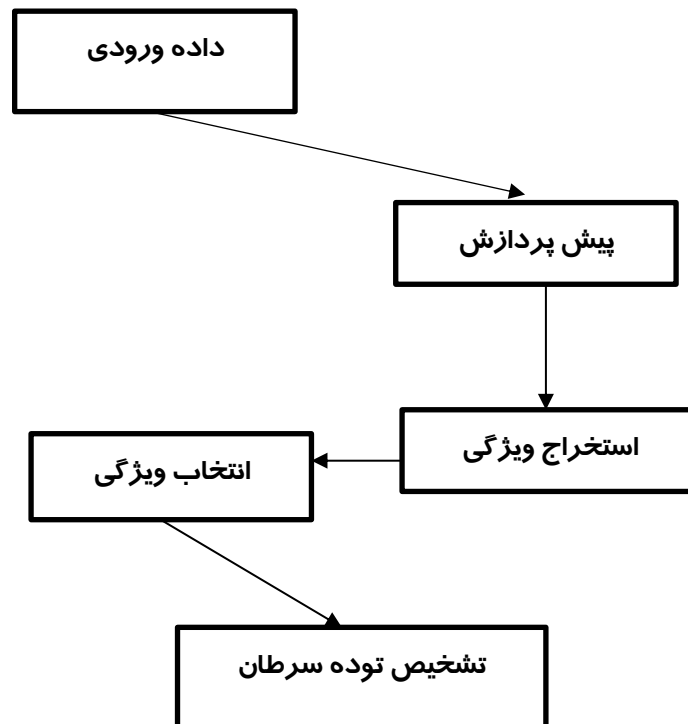 داده ورودی
پیش پردازش
استخراج ویژگی
انتخاب ویژگی
تشخیص توده سرطان